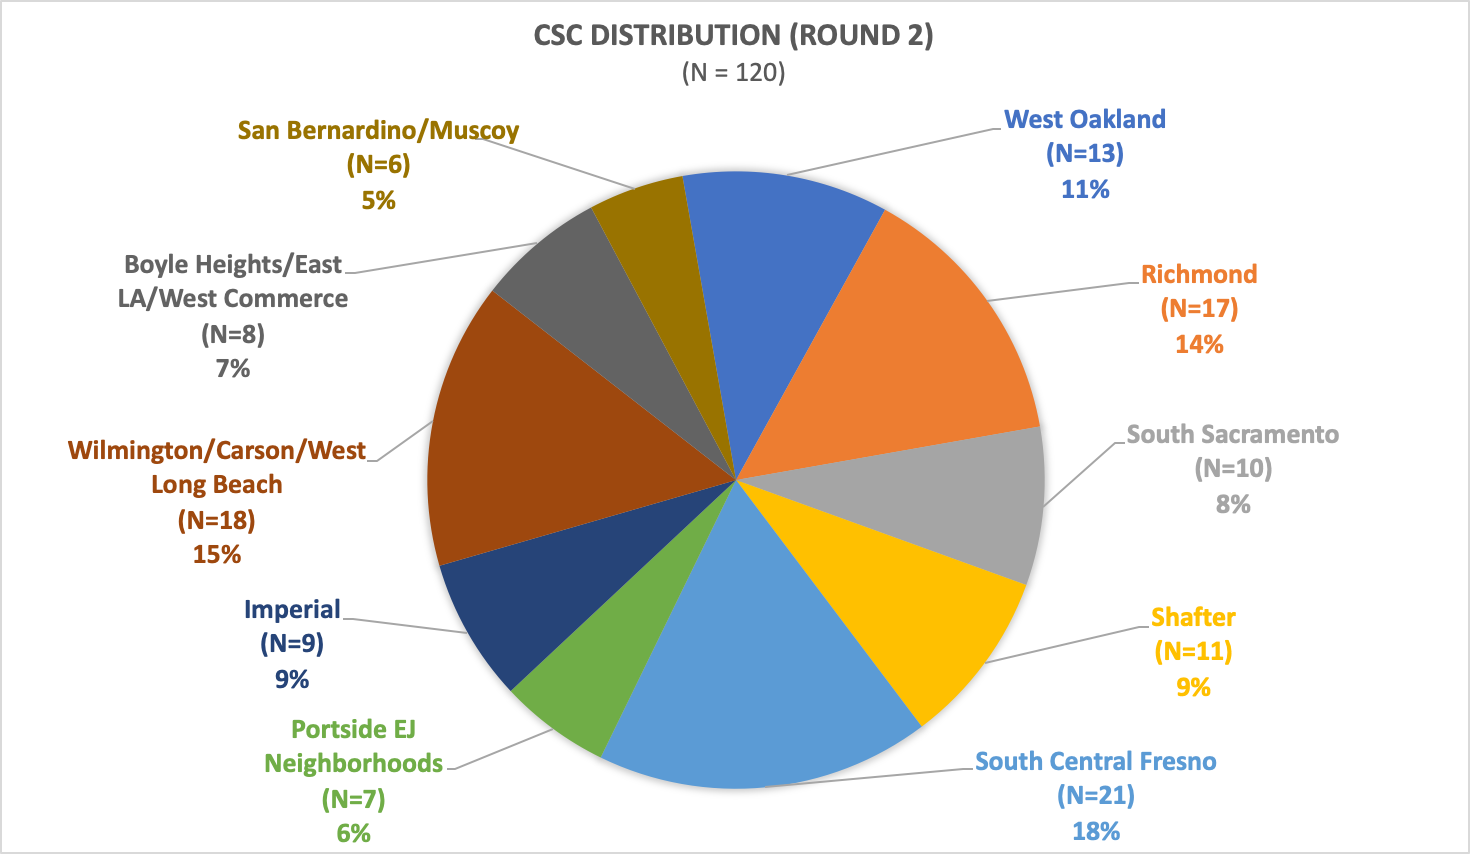 CSC DISTRIBUTION (ROUND 2)
(N = 120)
West Oakland
(N=13)
11%
Richmond
(N=17)
14%
South Sacramento
(N=10)
8%
Shafter
(N=11)
9%
South Central Fresno
(N=21)
18%
Portside EJ
Neighborhoods
(N=7)
6%
Imperial
(N=9)
9%
Wilmington/Carson/West
Long Beach
(N=18)
15%
Boyle Heights/East
LA/West Commerce
(N=8)
7%
San Bernardino/Muscoy
(N=6)
5%